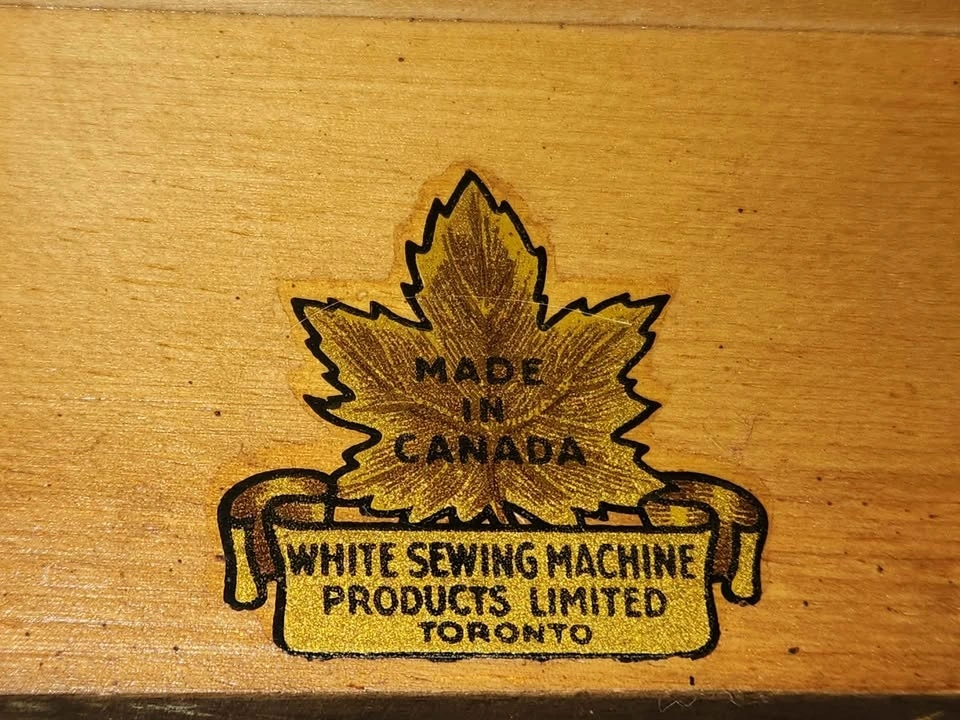 MADE
IN
CANADA
WHITE SEWING MACHINE
PRODUCTS LIMITED
TORONTO